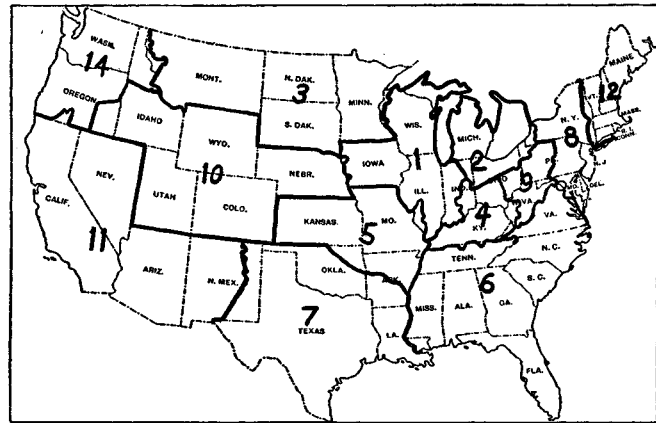 WASH.
14
OREGON
MONT.
IDAHO
WYO.
10
NEV.
UTAH
COLO.
CALIF.
11
ARIZ.
N. MEX.
N. DAK.
3
S. DAK.
MINN.
NEBR.
IOWA
KANSAS.
MO.
5
OKLA.
ARK.
7
TEXAS
LA.
WIS.
1
ILL.
MICH.
2
IND.
4
KY.
TENN.
6
MISS.
ALA.
GA.
FLA.
S. C.
N. C.
VA.
9
N. Y.
8
N.J
DEL.
MAINE
VT.
12
MASS.
R. I.
CONN.